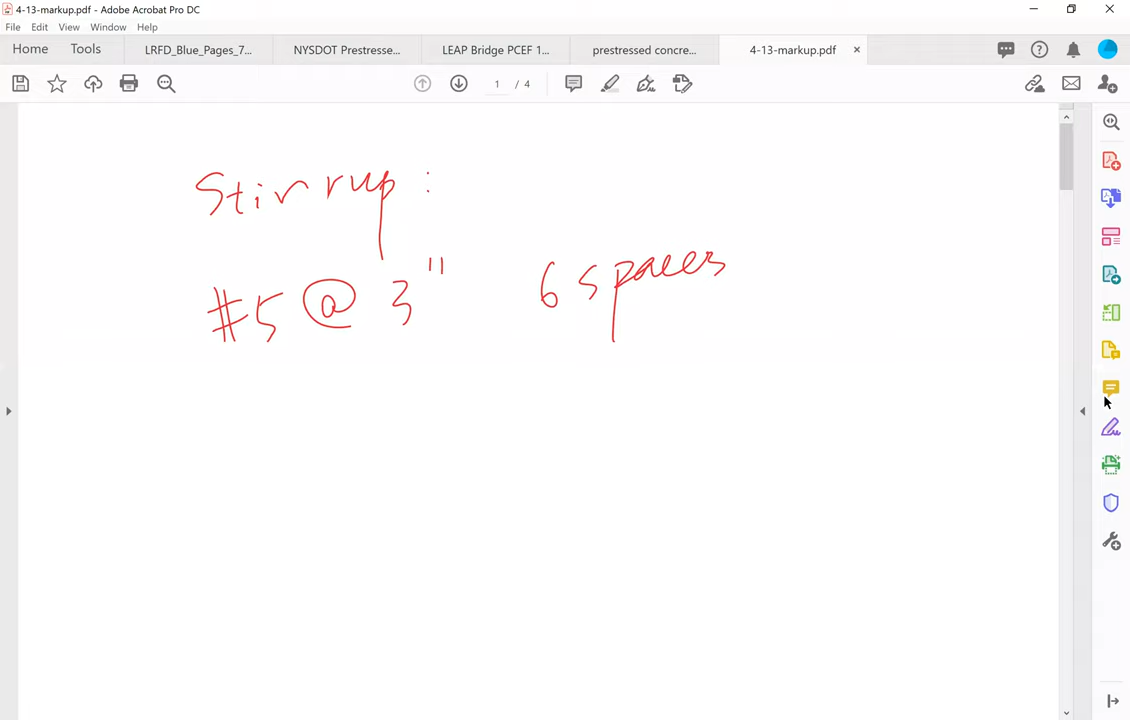 4-13-markup.pdf - Adobe Acrobat Pro DC
File Edit View Window Help
Home Tools LRFD_Blue_Pages_7... NYSDOT Prestresse... LEAP Bridge PCEF 1... prestressed concre... 4-13-markup.pdf ×
1 / 4
Stirrup :
#5 @ 3" 6 spaces